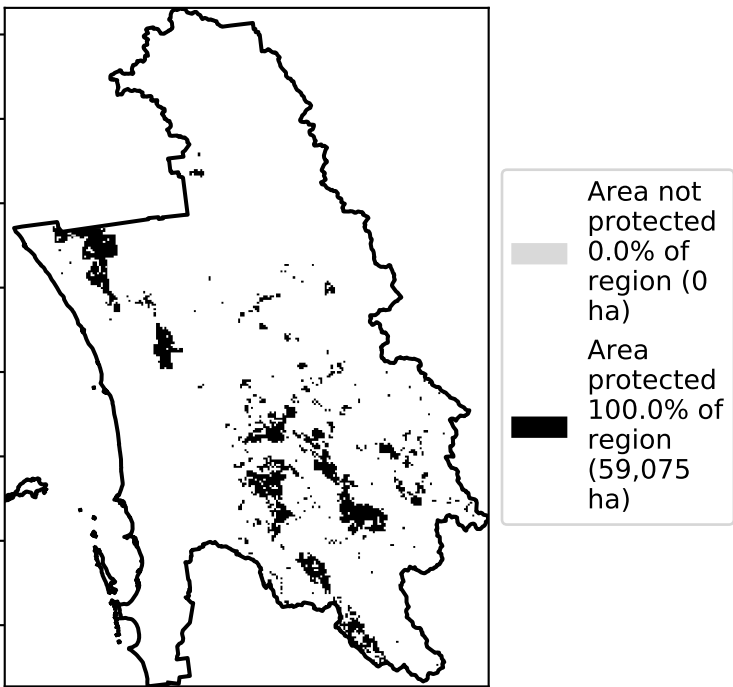 Area not
protected
0.0% of
region (0
ha)
Area
protected
100.0% of
region
(59,075
ha)